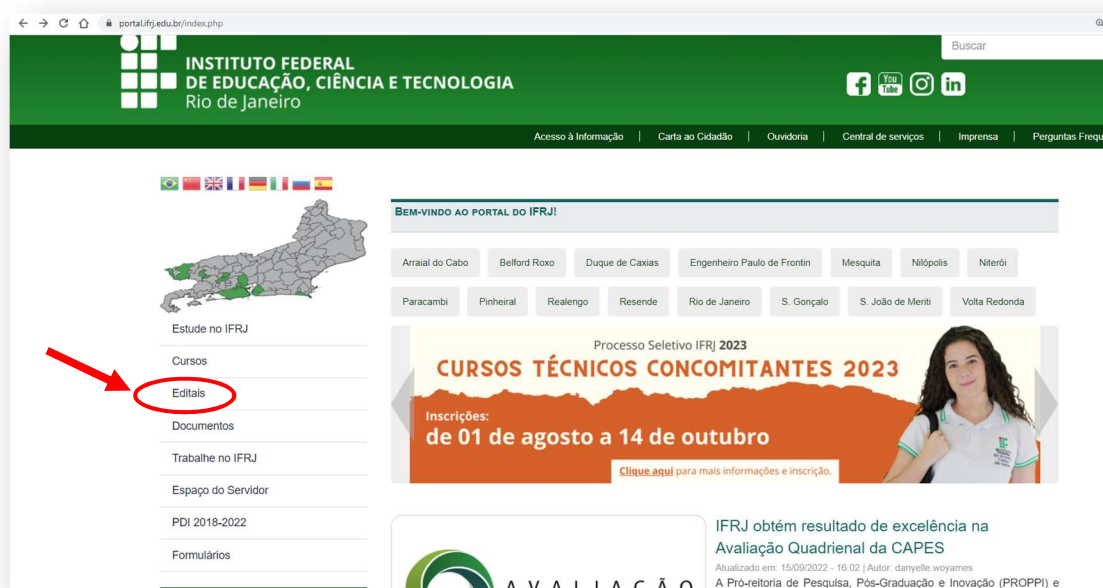 portal.ifrj.edu.br/index.php
INSTITUTO FEDERAL
DE EDUCAÇÃO, CIÊNCIA E TECNOLOGIA
Rio de Janeiro
Buscar
You
Tube
in
Acesso à Informação | Carta ao Cidadão | Ouvidoria | Central de serviços | Imprensa | Perguntas Frequ
BEM-VINDO AO PORTAL DO IFRJ!
Arraial do Cabo Belford Roxo Duque de Caxias Engenheiro Paulo de Frontin Mesquita Nilópolis Niterói
Paracambi Pinheiral Realengo Resende Rio de Janeiro S. Gonçalo S. João de Meriti Volta Redonda
Estude no IFRJ
Cursos
Editais
Documentos
Trabalhe no IFRJ
Espaço do Servidor
PDI 2018-2022
Formulários
Processo Seletivo IFRJ 2023
CURSOS TÉCNICOS CONCOMITANTES 2023
Inscrições:
de 01 de agosto a 14 de outubro
Clique aqui para mais informações e inscrição.
AVALIAÇÃO
IFRJ obtém resultado de excelência na
Avaliação Quadrienal da CAPES
Atualizado em: 15/09/2022 - 16:02 | Autor: danyelle.woyames
A Pró-reitoria de Pesquisa, Pós-Graduação e Inovação (PROPPI) e